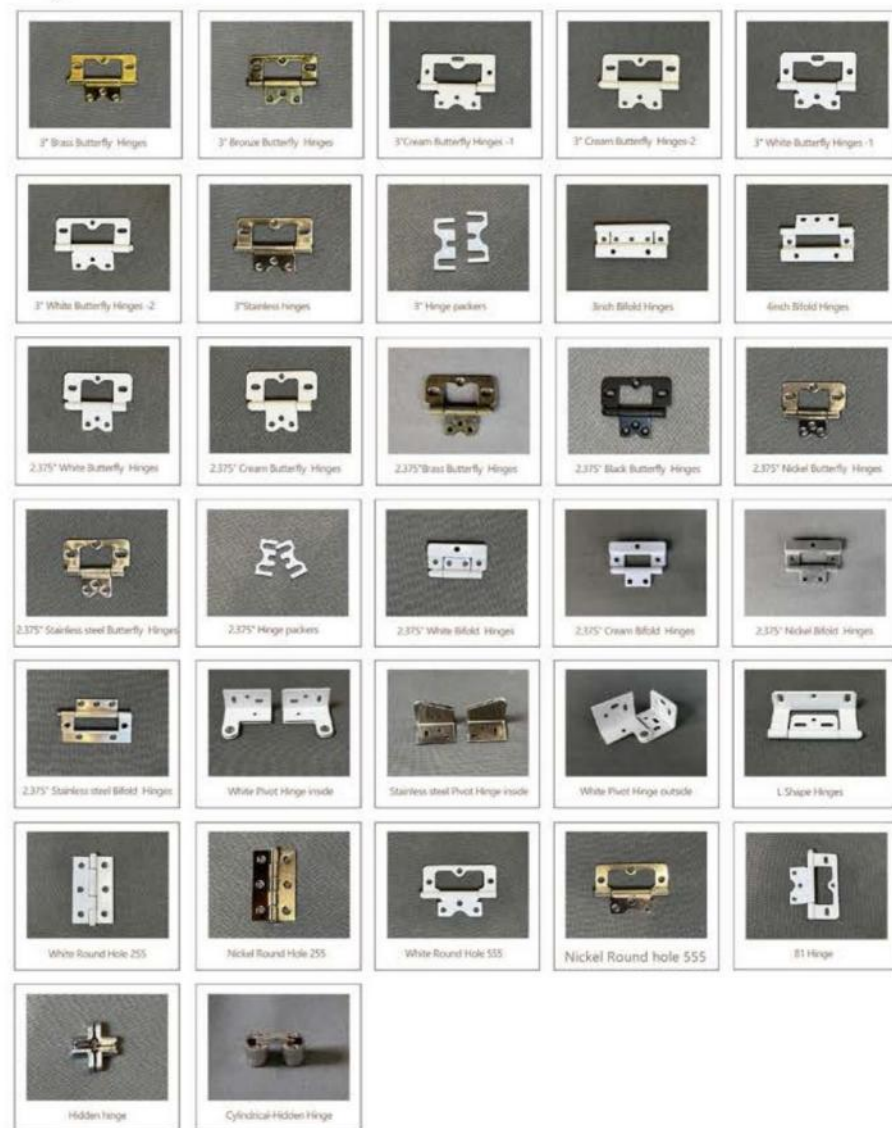 3" Brass Butterfly Hinges
3" Bronze Butterfly Hinges
3"Cream Butterfly Hinges -1
3" Cream Butterfly Hinges-2
3" White Butterfly Hinges -1
3" White Butterfly Hinges -2
3"Stainless hinges
3" Hinge packers
3inch Bifold Hinges
4inch Bifold Hinges
2.375" White Butterfly Hinges
2.375" Cream Butterfly Hinges
2.375"Brass Butterfly Hinges
2.375" Black Butterfly Hinges
2.375" Nickel Butterfly Hinges
2.375" Stainless steel Butterfly Hinges
2.375" Hinge packers
2.375" White Bifold Hinges
2.375" Cream Bifold Hinges
2.375" Nickel Bifold Hinges
2.375" Stainless steel Bifold Hinges
White Pivot Hinge inside
Stainless steel Pivot Hinge inside
White Pivot Hinge outside
L Shape Hinges
White Round Hole 255
Nickel Round Hole 255
White Round Hole 555
Nickel Round hole 555
81 Hinge
Hidden hinge
Cylindrical-Hidden Hinge